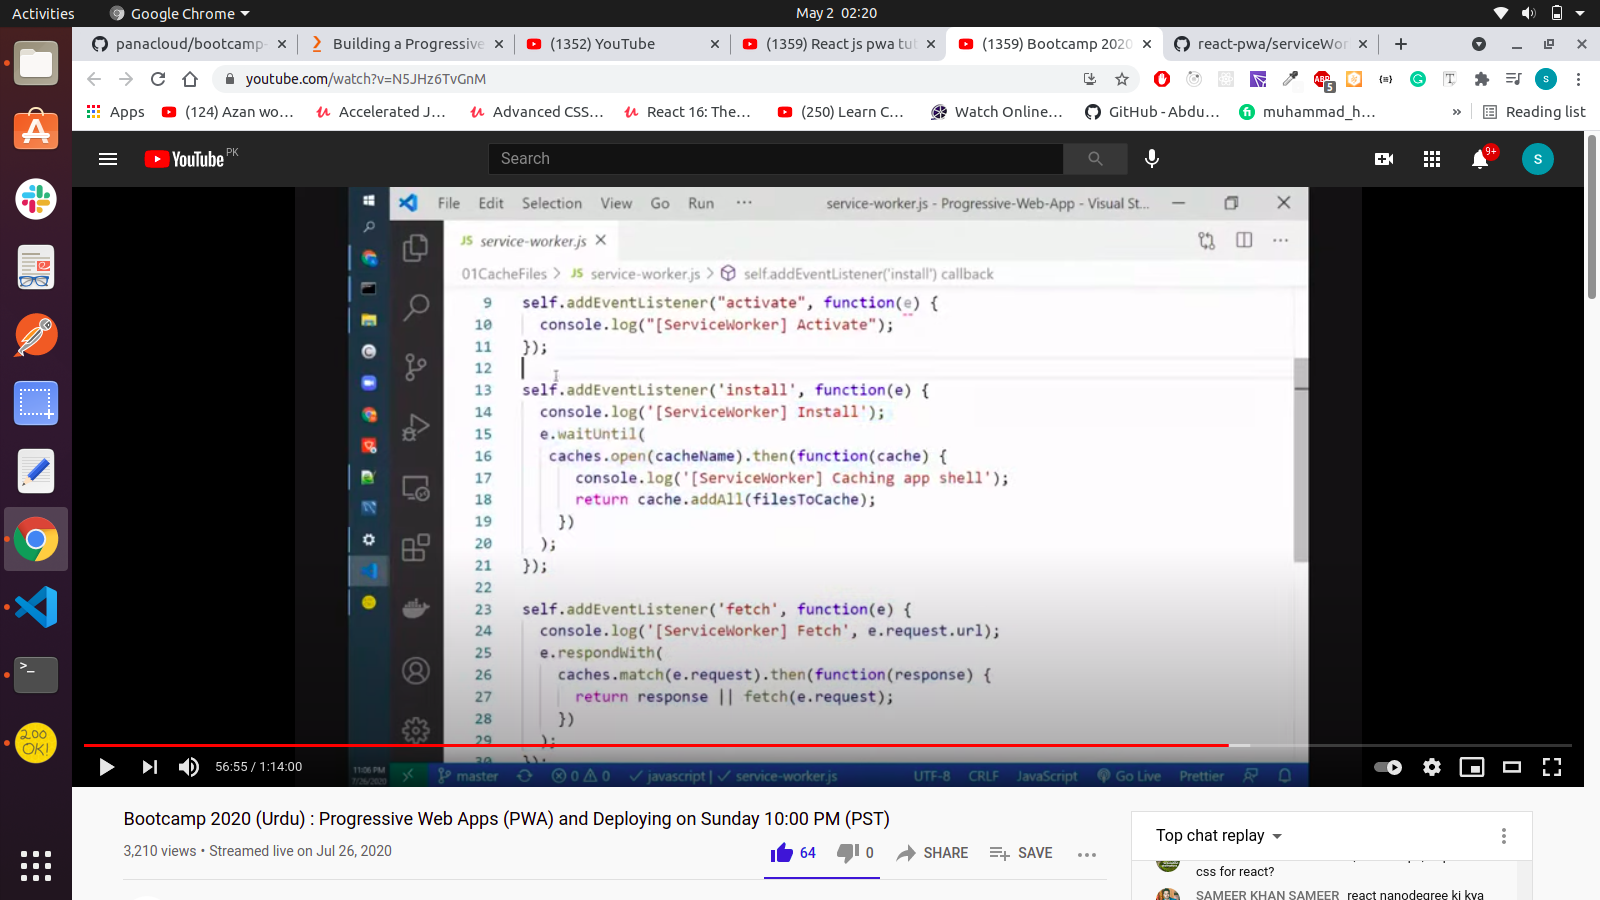 Activities
Google Chrome
May 2 02:20
panacloud/bootcamp-
Building a Progressive
(1352) YouTube
(1359) React js pwa tut
(1359) Bootcamp 2020
react-pwa/serviceWor
youtube.com/watch?v=N5JHz6TvGnM
ABP
5
S
Apps
(124) Azan wo...
Accelerated J...
Advanced CSS...
React 16: The...
(250) Learn C...
Watch Online...
GitHub - Abdu...
muhammad_h...
»
Reading list
YouTube PK
Search
9+
S
File Edit Selection View Go Run ···
service-worker.js - Progressive-Web-App - Visual St...
JS service-worker.js
01CacheFiles > JS service-worker.js > self.addEventListener('install') callback
9 self.addEventListener("activate", function(e) {
10 console.log("[ServiceWorker] Activate");
11 });
12
13 self.addEventListener('install', function(e) {
14 console.log('[ServiceWorker] Install');
15 e.waitUntil(
16 caches.open(cacheName).then(function(cache) {
17 console.log('[ServiceWorker] Caching app shell');
18 return cache.addAll(filesToCache);
19 })
20 );
21 });
22
23 self.addEventListener('fetch', function(e) {
24 console.log('[ServiceWorker] Fetch', e.request.url);
25 e.respondWith(
26 caches.match(e.request).then(function(response) {
27 return response || fetch(e.request);
28 })
29 );
30 });
master
0 0
javascript | service-worker.js
UTF-8 CRLF JavaScript Go Live Prettier
11:06 PM
7/26/2020
56:55 / 1:14:00
200 OK!
Bootcamp 2020 (Urdu) : Progressive Web Apps (PWA) and Deploying on Sunday 10:00 PM (PST)
3,210 views • Streamed live on Jul 26, 2020
64 0 SHARE SAVE
Top chat replay
css for react?
SAMEER KHAN SAMEER react nanodegree ki kya